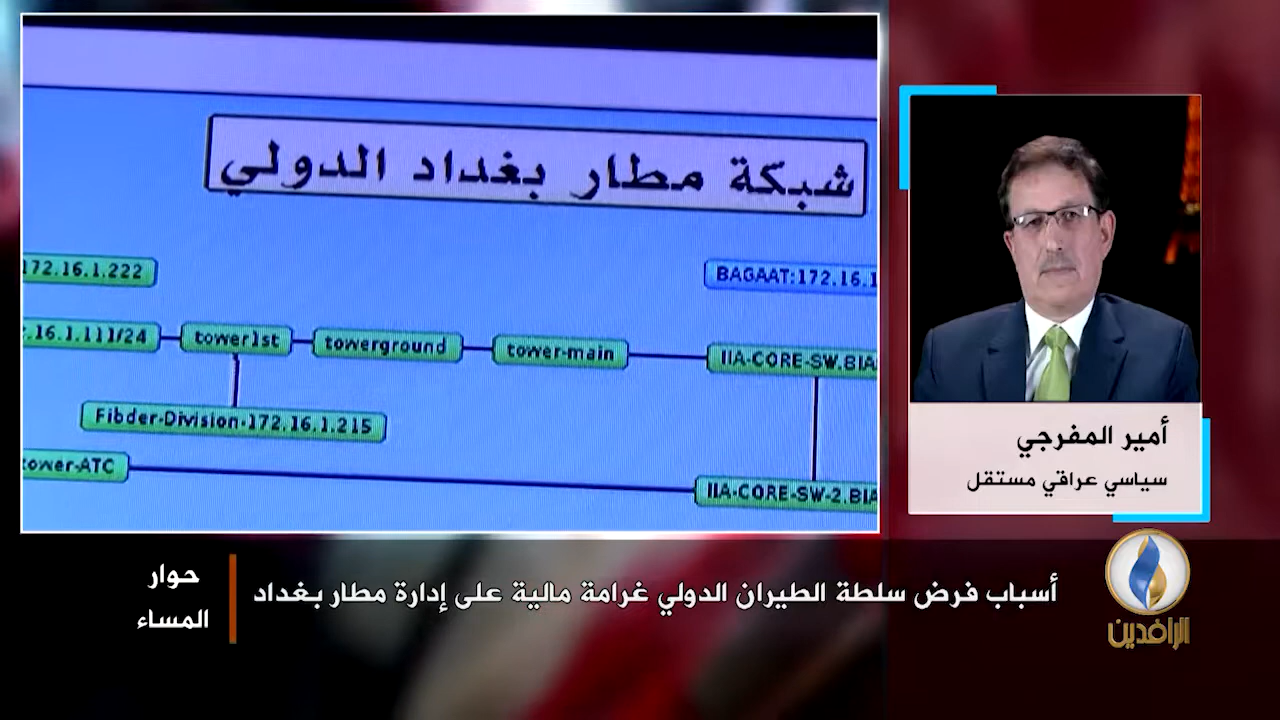 شبكة مطار بغداد الدولي
172.16.1.222
BAGAAT:172.16.1
.16.1.111/24
tower1st
towerground
tower-main
IIA-CORE-SW.BIA
Fibder-Division-172.16.1.215
tower-ATC
IIA-CORE-SW-2.BIA
أمير المفرجي
سياسي عراقي مستقل
أسباب فرض سلطة الطيران الدولي غرامة مالية على إدارة مطار بغداد
حوار
المساء
الرافدين